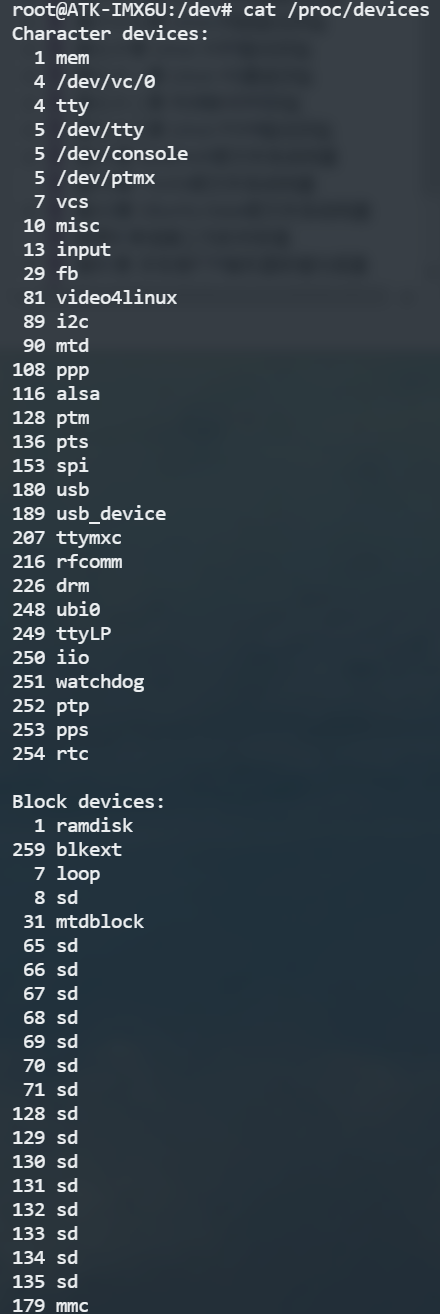 root@ATK-IMX6U:/dev# cat /proc/devices
Character devices:
  1 mem
  4 /dev/vc/0
  4 tty
  5 /dev/tty
  5 /dev/console
  5 /dev/ptmx
  7 vcs
 10 misc
 13 input
 29 fb
 81 video4linux
 89 i2c
 90 mtd
108 ppp
116 alsa
128 ptm
136 pts
153 spi
180 usb
189 usb_device
207 ttymxc
216 rfcomm
226 drm
248 ubi0
249 ttyLP
250 iio
251 watchdog
252 ptp
253 pps
254 rtc

Block devices:
  1 ramdisk
259 blkext
  7 loop
  8 sd
 31 mtdblock
 65 sd
 66 sd
 67 sd
 68 sd
 69 sd
 70 sd
 71 sd
128 sd
129 sd
130 sd
131 sd
132 sd
133 sd
134 sd
135 sd
179 mmc